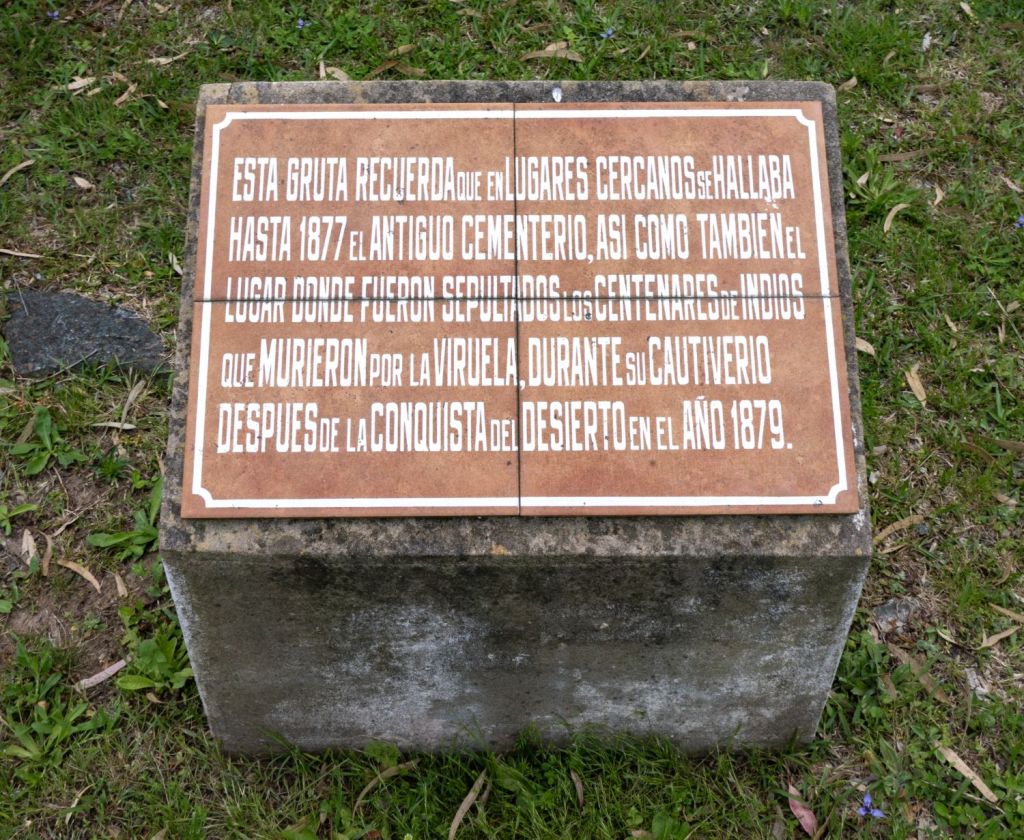 ESTA GRUTA RECUERDA QUE EN LUGARES CERCANOS SE HALLABA
HASTA 1877 EL ANTIGUO CEMENTERIO, ASI COMO TAMBIEN EL
LUGAR DONDE FUERON SEPULTADOS LOS CENTENARES DE INDIOS
QUE MURIERON POR LA VIRUELA, DURANTE SU CAUTIVERIO
DESPUES DE LA CONQUISTA DEL DESIERTO EN EL AÑO 1879.